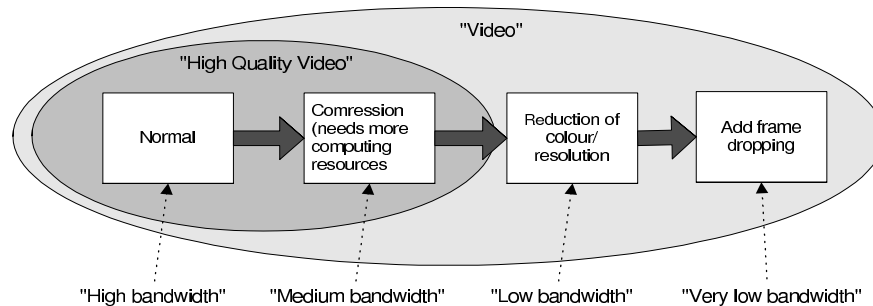 "Video"
"High Quality Video"
Normal
Comression
(needs more
computing
resources
Reduction of
colour/
resolution
Add frame
dropping
"High bandwidth"
"Medium bandwidth"
"Low bandwidth"
"Very low bandwidth"